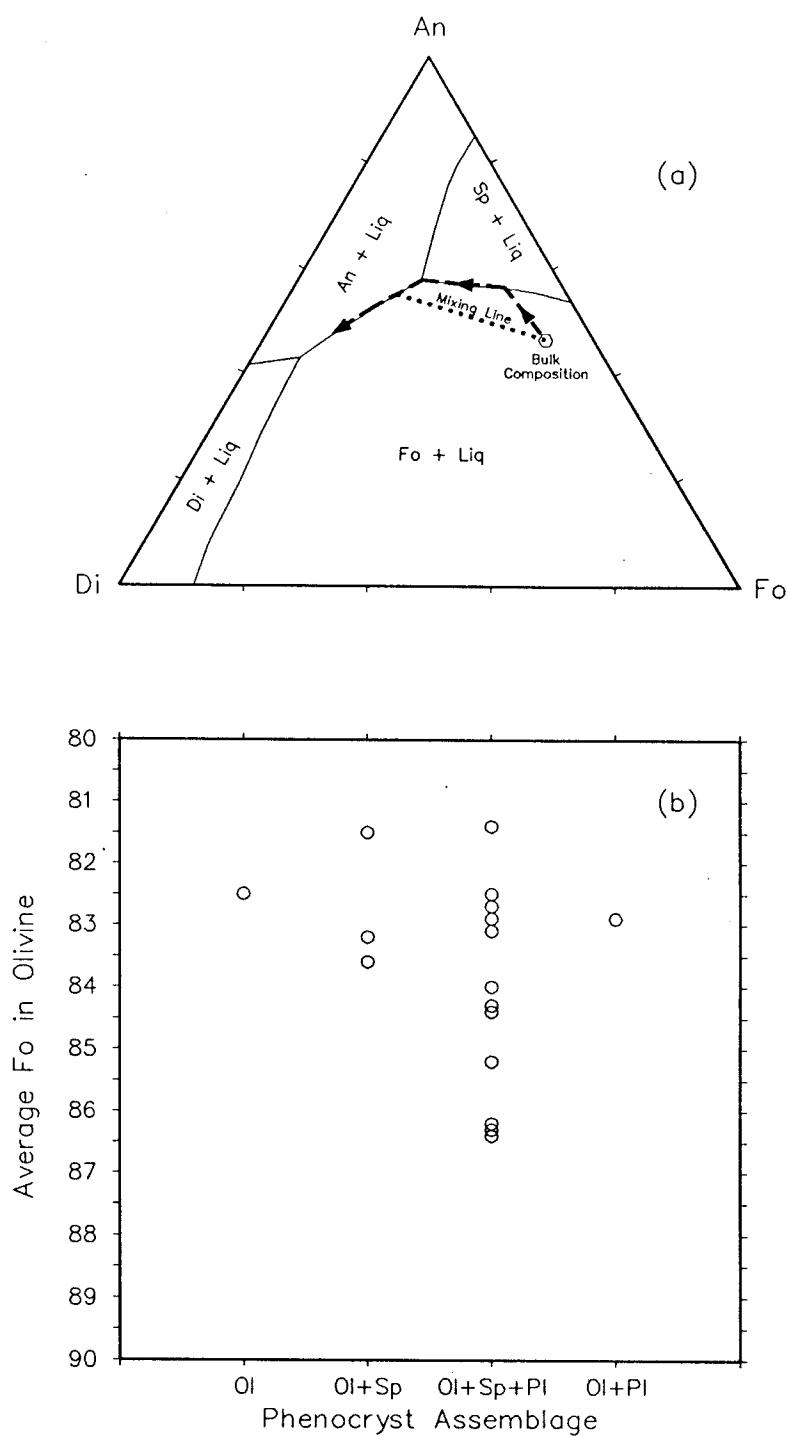 An
(a)
Sp + Liq
An + Liq
Mixing Line
Bulk
Composition
Fo + Liq
Di + Liq
Di
Fo
80
81
82
83
84
85
86
87
88
89
90
(b)
Average Fo in Olivine
Ol
Ol+Sp
Ol+Sp+Pl
Ol+Pl
Phenocryst Assemblage